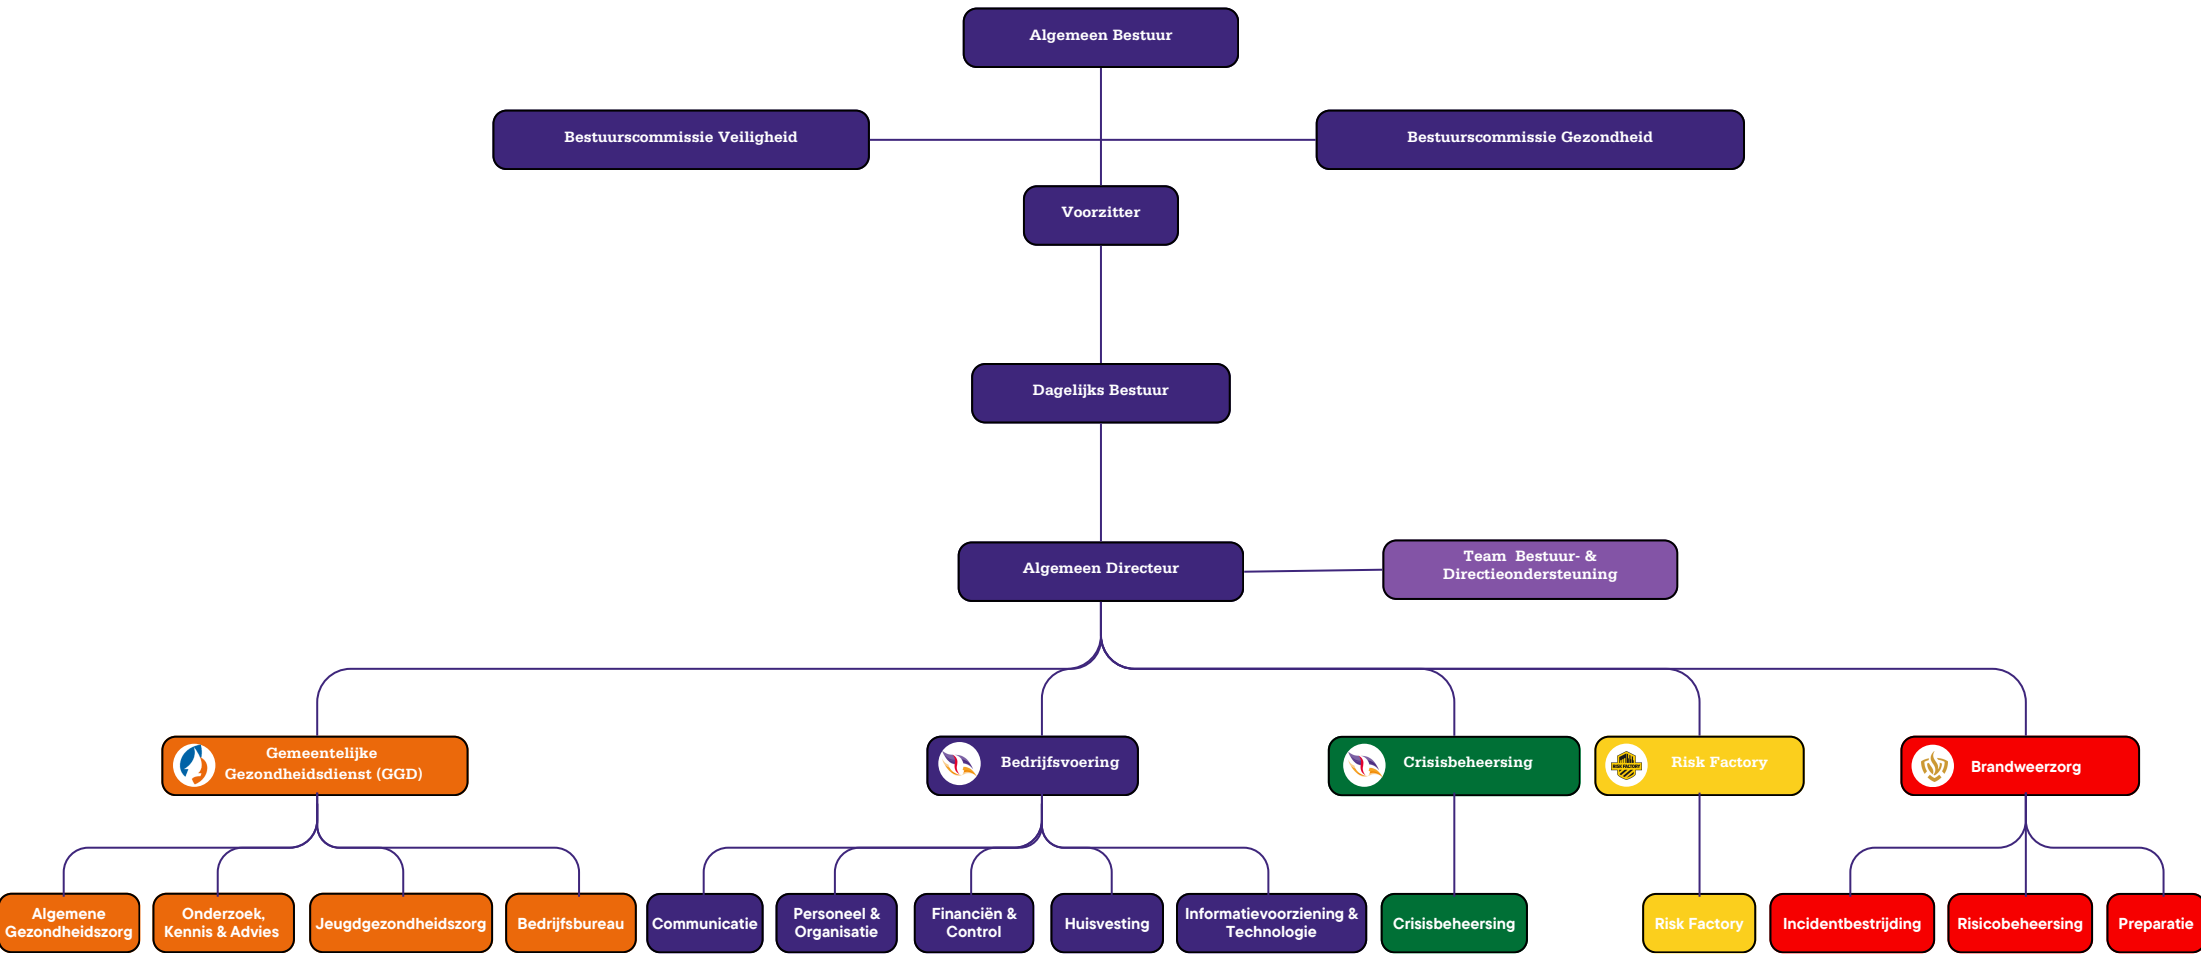 Algemeen Bestuur
Bestuurscommissie Veiligheid
Bestuurscommissie Gezondheid
Voorzitter
Dagelijks Bestuur
Algemeen Directeur
Team Bestuur- &
Directieondersteuning
Gemeentelijke
Gezondheidsdienst (GGD)
Bedrijfsvoering
Crisisbeheersing
RISK FACTORY
Risk Factory
Brandweerzorg
Algemene
Gezondheidszorg
Onderzoek,
Kennis & Advies
Jeugdgezondheidszorg
Bedrijfsbureau
Communicatie
Personeel &
Organisatie
Financiën &
Control
Huisvesting
Informatievoorziening &
Technologie
Crisisbeheersing
Risk Factory
Incidentbestrijding
Risicobeheersing
Preparatie